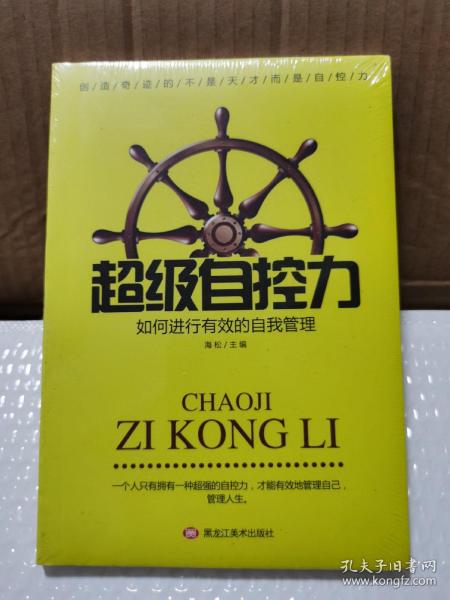 创/造/奇/迹/的/不/是/天/才/而/是/自/控/力
超级自控力
如何进行有效的自我管理
海松/主编
CHAOJI
ZI KONG LI
一个人只有拥有一种超强的自控力，才能有效地管理自己，
管理人生。
黑龙江美术出版社
孔夫子旧书网
www.kongfz.com